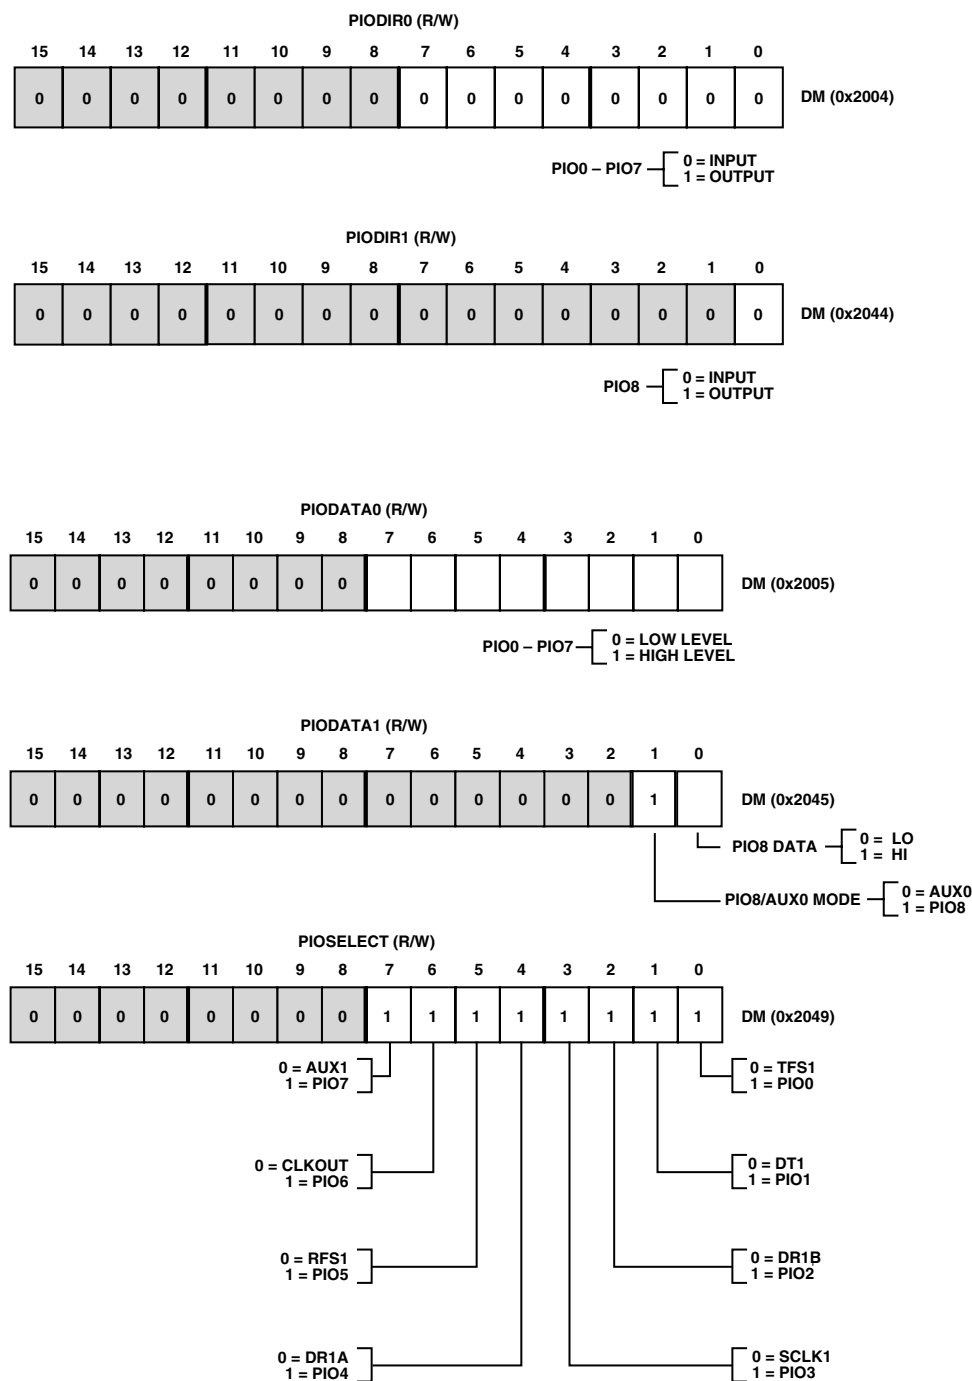 PIODIR0 (R/W)
15 14 13 12 11 10 9 8 7 6 5 4 3 2 1 0
0 0 0 0 0 0 0 0 0 0 0 0 0 0 0 0 DM (0x2004)
PIO0 – PIO7 0 = INPUT
1 = OUTPUT
PIODIR1 (R/W)
15 14 13 12 11 10 9 8 7 6 5 4 3 2 1 0
0 0 0 0 0 0 0 0 0 0 0 0 0 0 0 0 DM (0x2044)
PIO8 0 = INPUT
1 = OUTPUT
PIODATA0 (R/W)
15 14 13 12 11 10 9 8 7 6 5 4 3 2 1 0
0 0 0 0 0 0 0 0 DM (0x2005)
PIO0 – PIO7 0 = LOW LEVEL
1 = HIGH LEVEL
PIODATA1 (R/W)
15 14 13 12 11 10 9 8 7 6 5 4 3 2 1 0
0 0 0 0 0 0 0 0 0 0 0 0 0 0 1 DM (0x2045)
PIO8 DATA 0 = LO
1 = HI
PIO8/AUX0 MODE 0 = AUX0
1 = PIO8
PIOSELECT (R/W)
15 14 13 12 11 10 9 8 7 6 5 4 3 2 1 0
0 0 0 0 0 0 0 0 1 1 1 1 1 1 1 1 DM (0x2049)
0 = AUX1 0 = TFS1
1 = PIO7 1 = PIO0
0 = CLKOUT 0 = DT1
1 = PIO6 1 = PIO1
0 = RFS1 0 = DR1B
1 = PIO5 1 = PIO2
0 = DR1A 0 = SCLK1
1 = PIO4 1 = PIO3